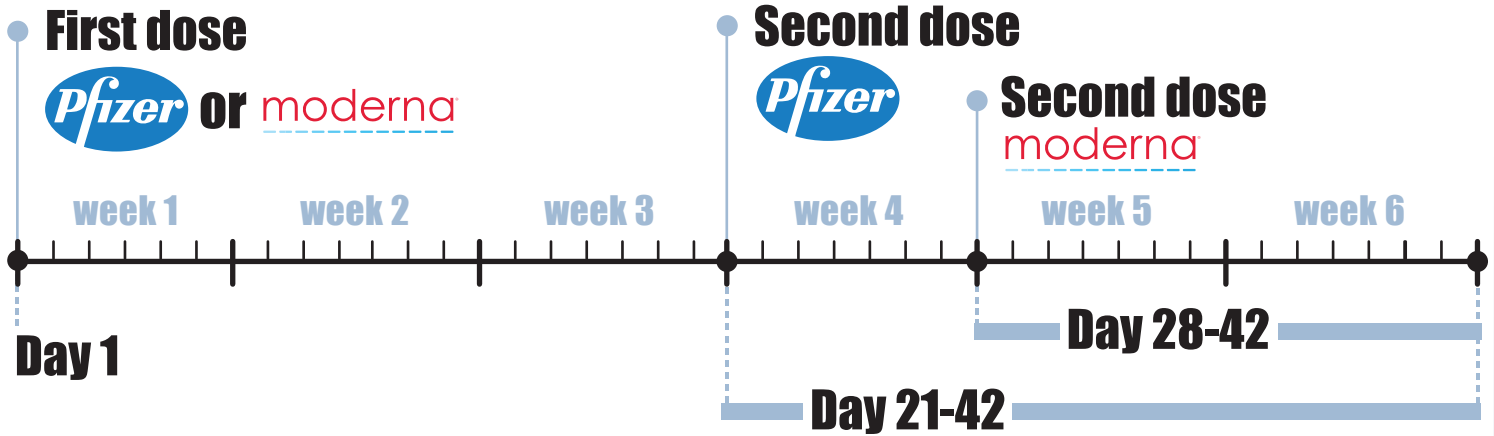 First dose
Pfizer or moderna
Second dose
Pfizer
Second dose
moderna
week 1 week 2 week 3 week 4 week 5 week 6
Day 1
Day 28-42
Day 21-42